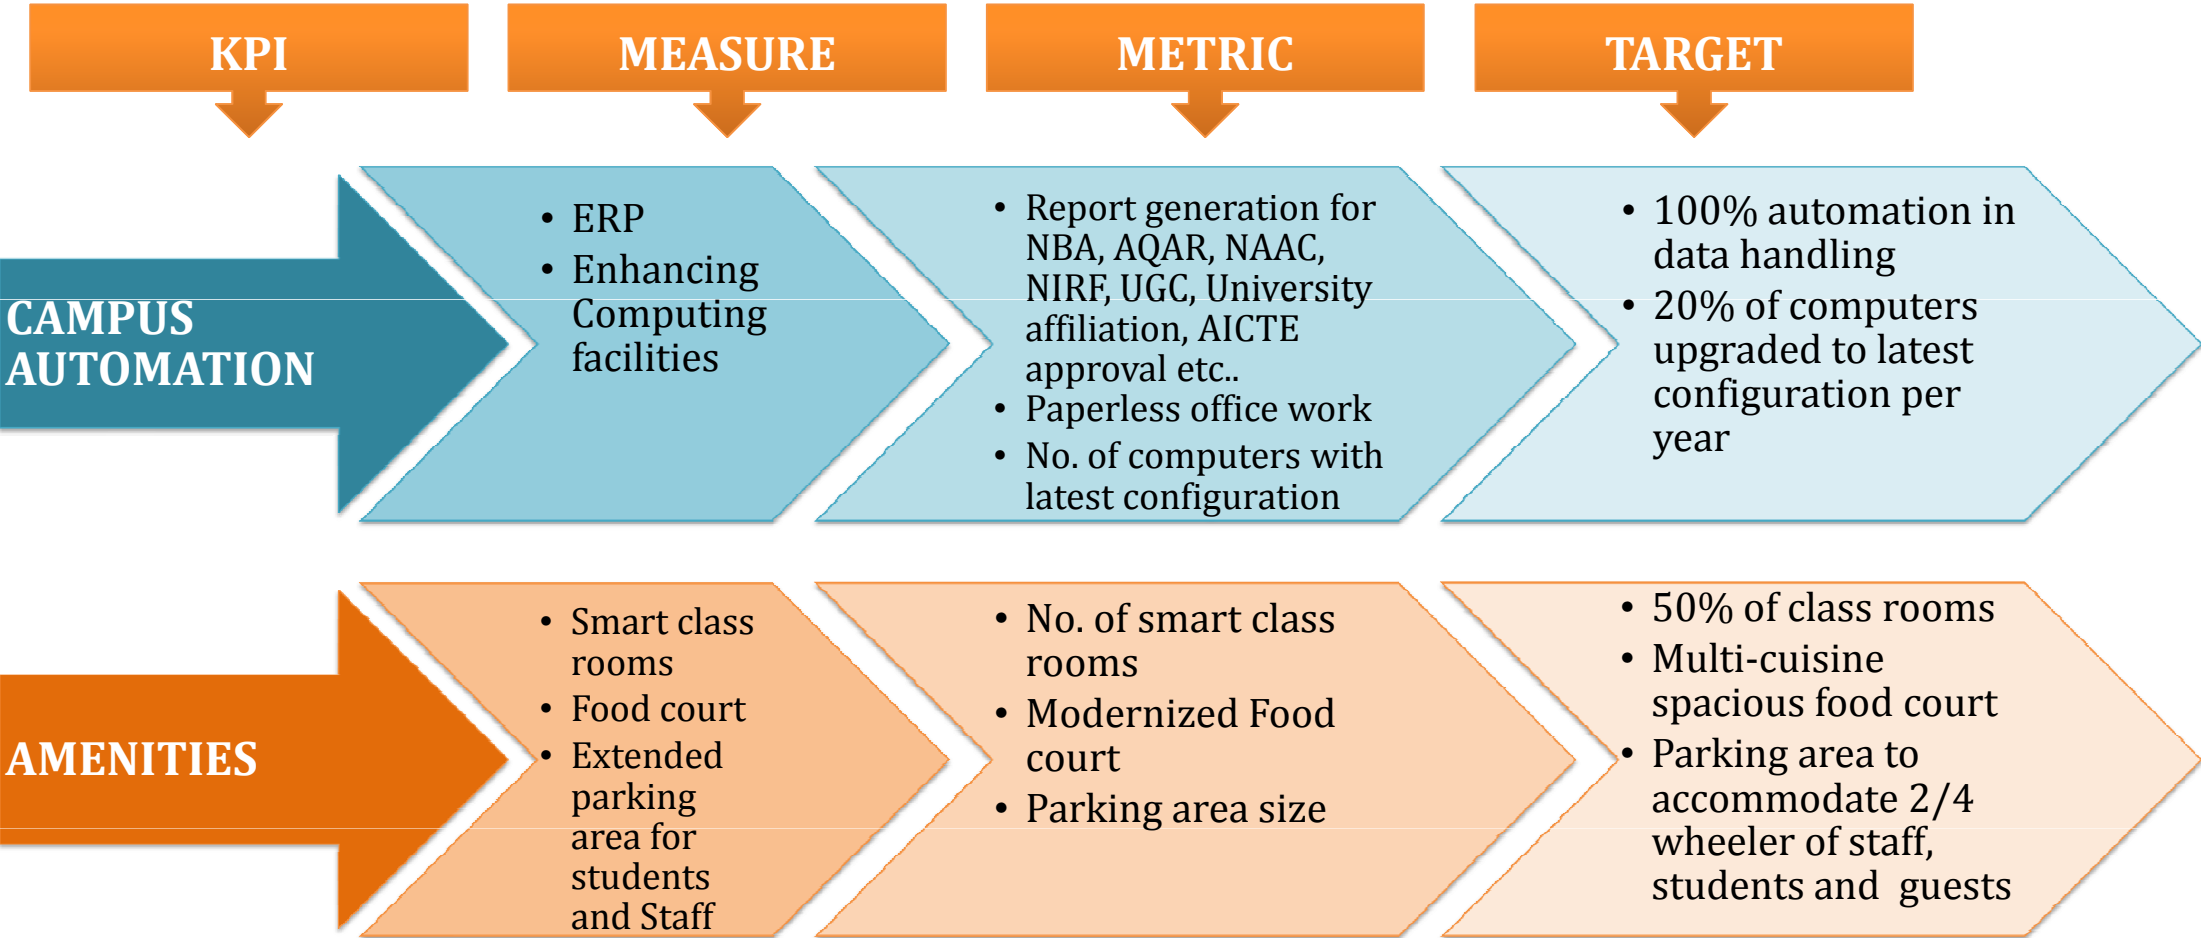 KPI
MEASURE
METRIC
TARGET
CAMPUS
AUTOMATION
• ERP
• Enhancing
Computing
facilities
• Report generation for
NBA, AQAR, NAAC,
NIRF, UGC, University
affiliation, AICTE
approval etc..
• Paperless office work
• No. of computers with
latest configuration
• 100% automation in
data handling
• 20% of computers
upgraded to latest
configuration per
year
AMENITIES
• Smart class
rooms
• Food court
• Extended
parking
area for
students
and Staff
• No. of smart class
rooms
• Modernized Food
court
• Parking area size
• 50% of class rooms
• Multi-cuisine
spacious food court
• Parking area to
accommodate 2/4
wheeler of staff,
students and guests